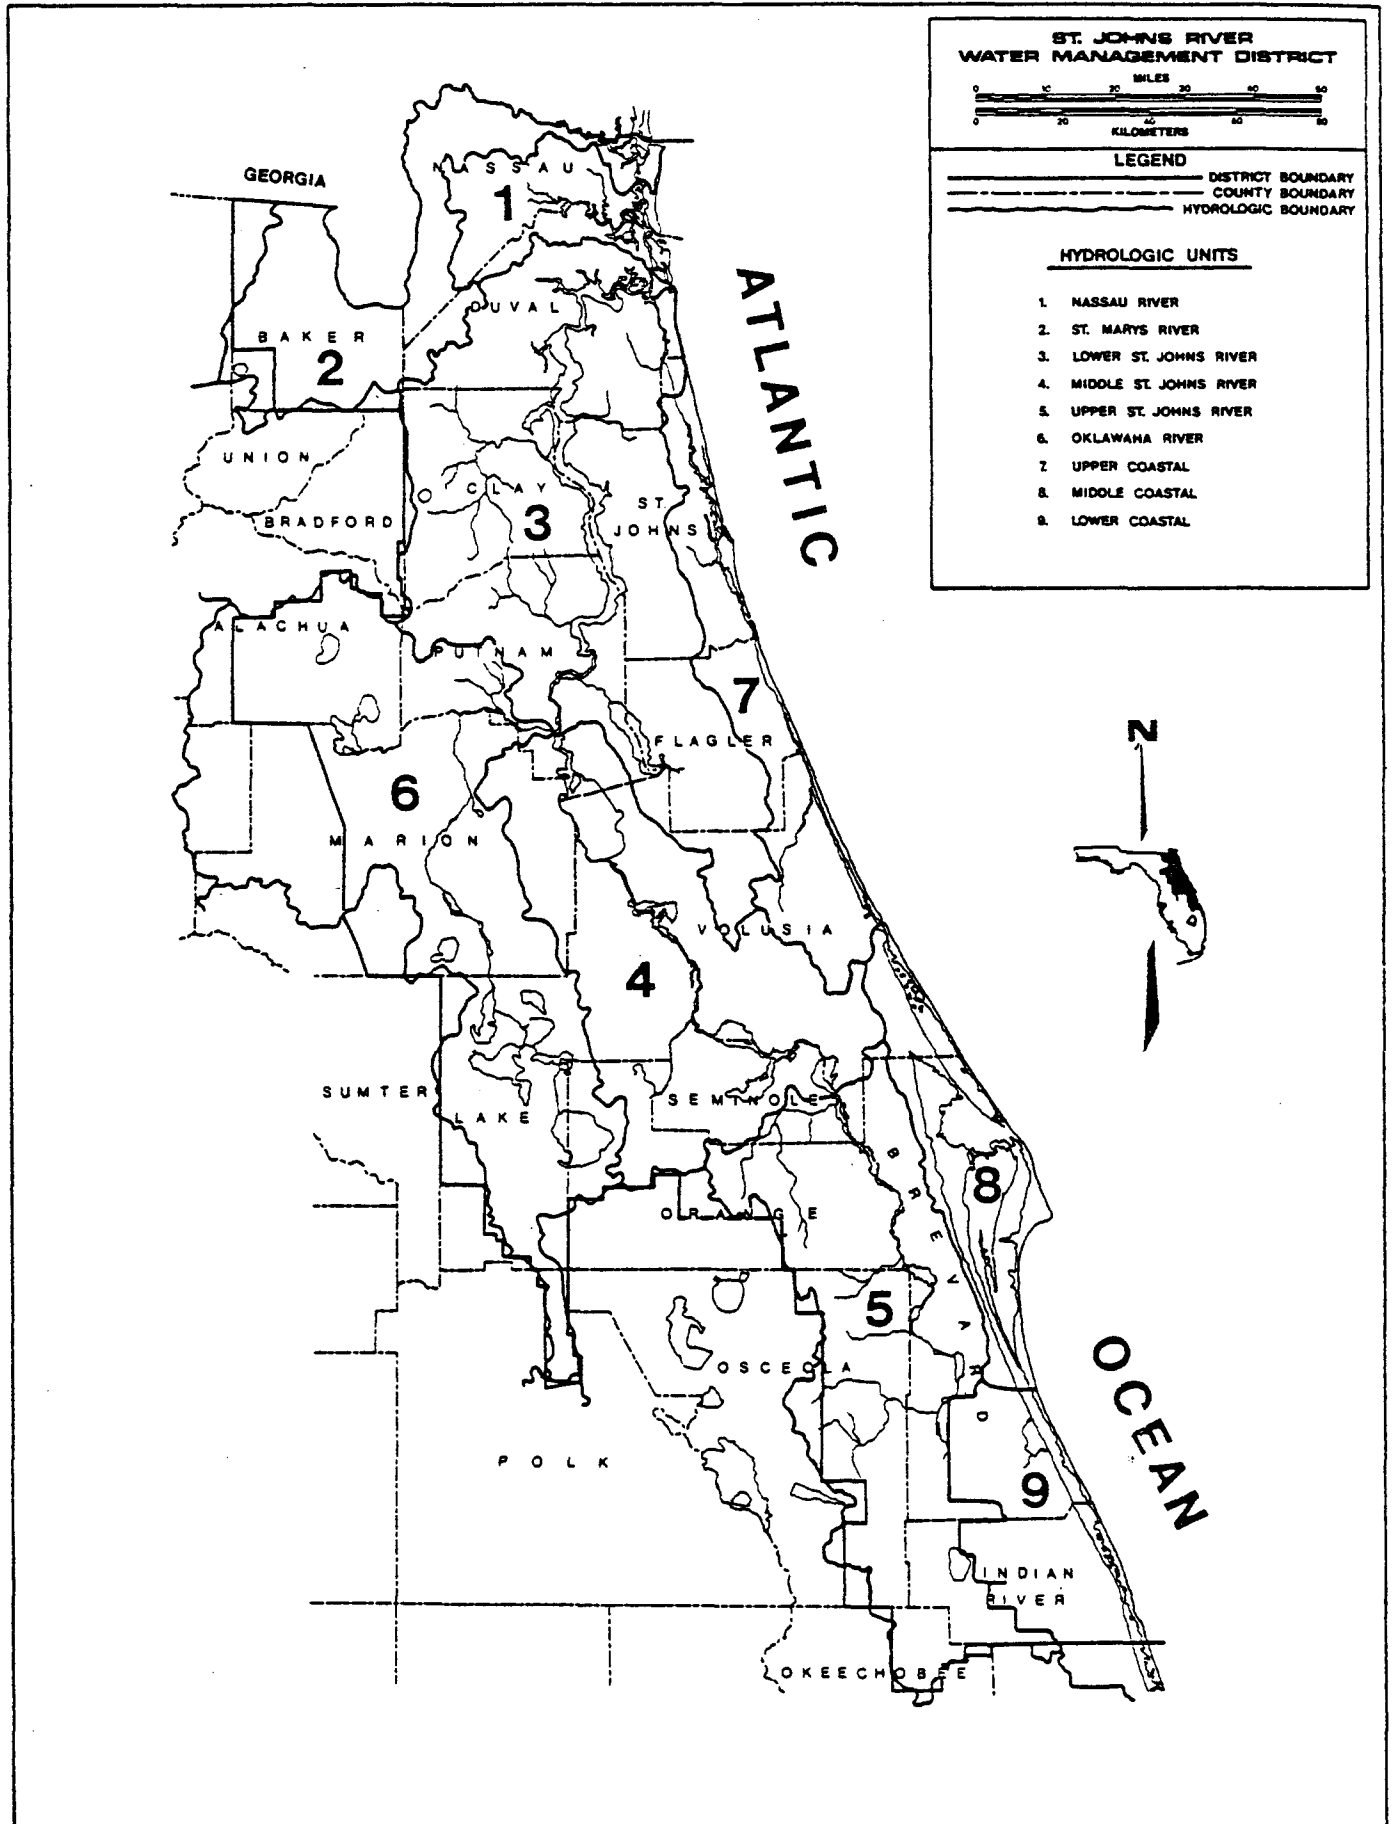 ST. JOHNS RIVER
WATER MANAGEMENT DISTRICT
MILES
0 10 20 30 40 50
0 20 40 60 80
KILOMETERS
LEGEND
DISTRICT BOUNDARY
COUNTY BOUNDARY
HYDROLOGIC BOUNDARY
HYDROLOGIC UNITS
1. NASSAU RIVER
2. ST. MARYS RIVER
3. LOWER ST. JOHNS RIVER
4. MIDDLE ST. JOHNS RIVER
5. UPPER ST. JOHNS RIVER
6. OKLAWAHA RIVER
7. UPPER COASTAL
8. MIDDLE COASTAL
9. LOWER COASTAL
GEORGIA
NASSAU
1
DUVAL
BAKER
2
ATLANTIC
UNION
CLAY
ST
JOHNS
BRADFORD
3
ALACHUA
PUTNAM
7
FLAGLER
N
6
MARION
VOLUSIA
4
SUMTER
LAKE
SEMINOLE
BREVARD
8
ORANGE
5
OSCEOLA
OCEAN
POLK
9
INDIAN
RIVER
OKEECHOBEE